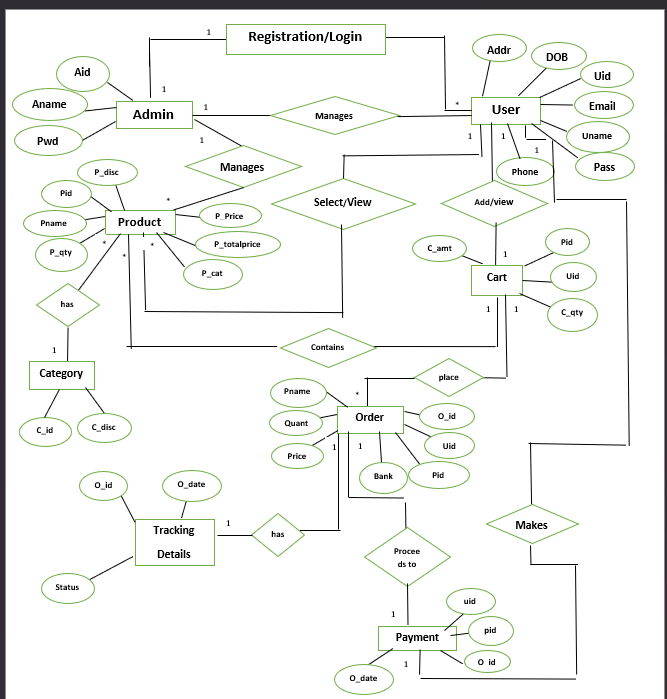 Registration/Login
1
Addr
DOB
Aid
Uid
1
Aname
Admin
1
Manages
*
User
Email
Pwd
1
1
1
1
Uname
Phone
Pass
P_disc
Manages
Pid
*
Select/View
Add/view
Pname
Product
P_Price
P_qty
*
*
*
P_totalprice
P_cat
C_amt
1
Pid
Cart
Uid
has
1
1
C_qty
1
Contains
Category
place
C_id
C_disc
Pname
*
Order
O_id
Quant
Uid
Price
1
1
Bank
Pid
O_id
O_date
Tracking
Details
1
has
Makes
Status
Procee
ds to
1
uid
Payment
pid
1
O_id
O_date